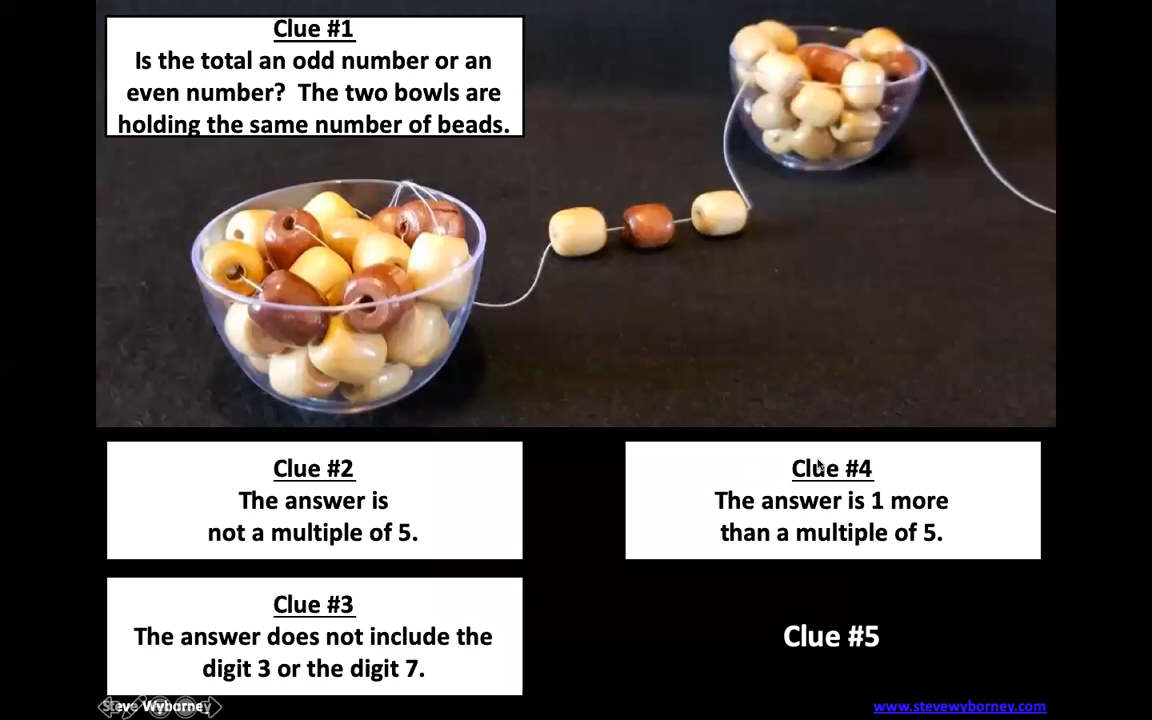 Clue #1
Is the total an odd number or an
even number? The two bowls are
holding the same number of beads.
Clue #2
The answer is
not a multiple of 5.
Clue #4
The answer is 1 more
than a multiple of 5.
Clue #3
The answer does not include the
digit 3 or the digit 7.
Clue #5
Steve Wyborney
www.stevewyborney.com